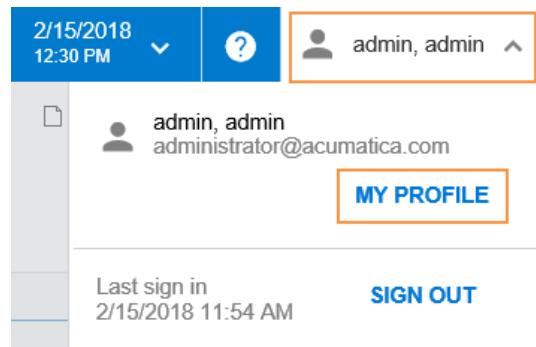 2/15/2018
12:30 PM
?
admin, admin
admin, admin
administrator@acumatica.com
MY PROFILE
Last sign in
2/15/2018 11:54 AM
SIGN OUT